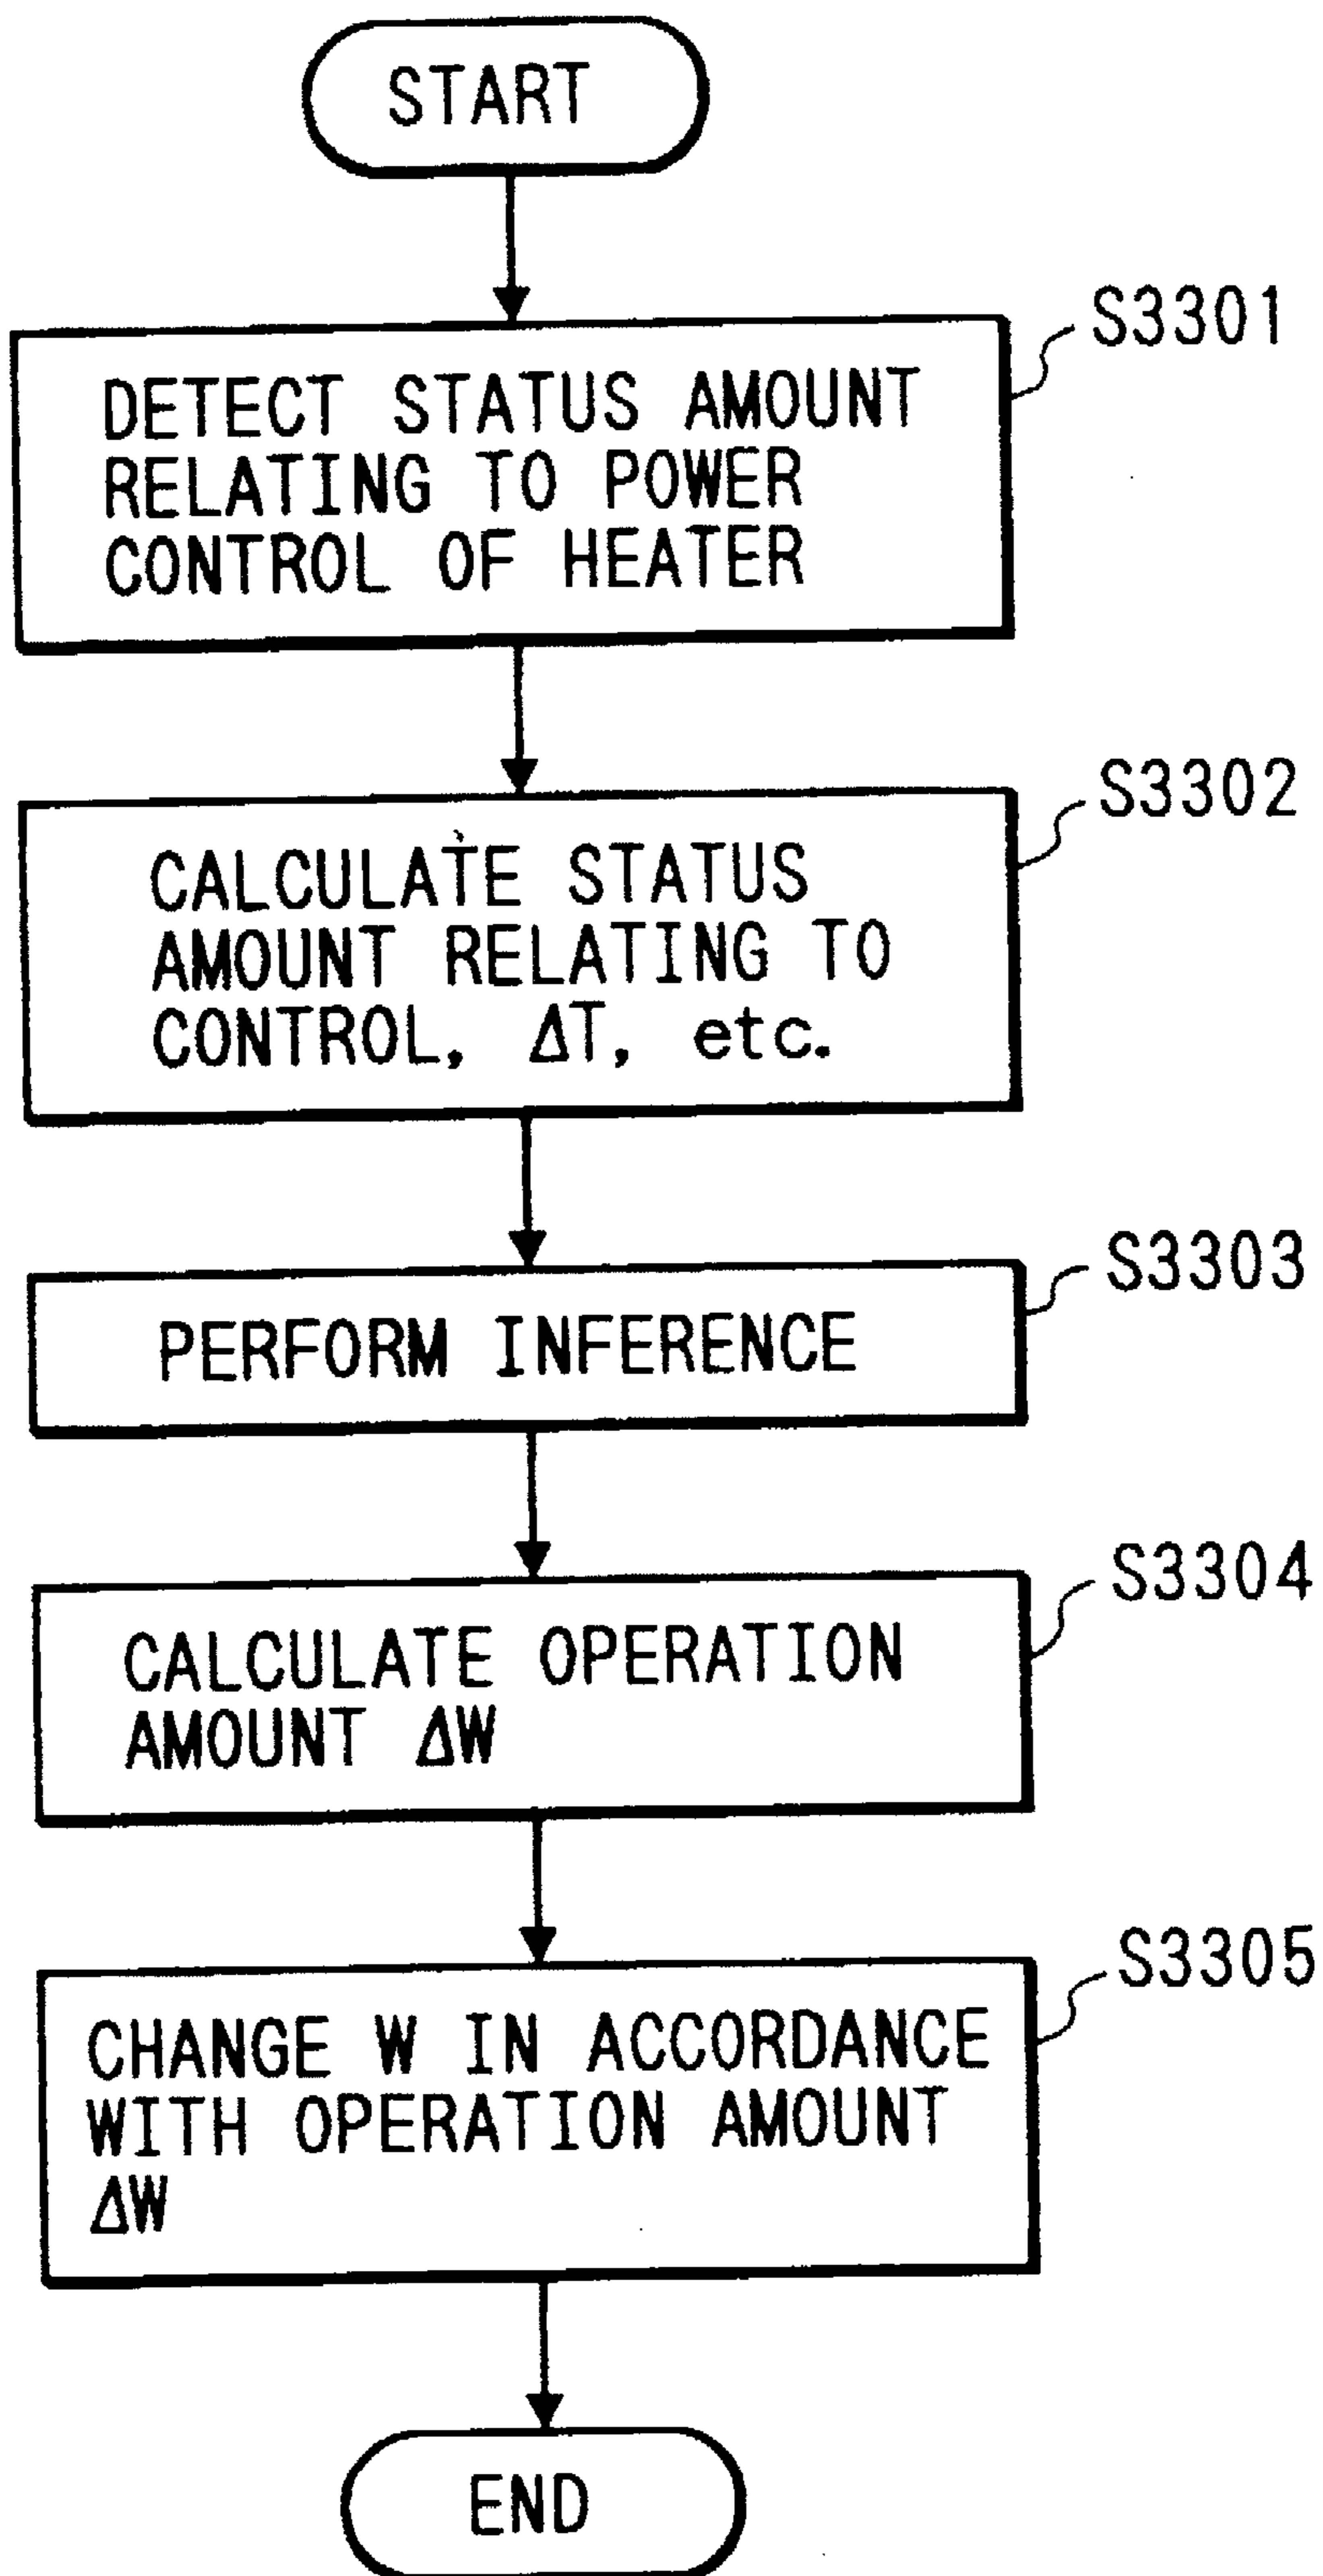 START
S3301
DETECT STATUS AMOUNT
RELATING TO POWER
CONTROL OF HEATER
S3302
CALCULATE STATUS
AMOUNT RELATING TO
CONTROL, ΔT, etc.
S3303
PERFORM INFERENCE
S3304
CALCULATE OPERATION
AMOUNT ΔW
S3305
CHANGE W IN ACCORDANCE
WITH OPERATION AMOUNT
ΔW
END